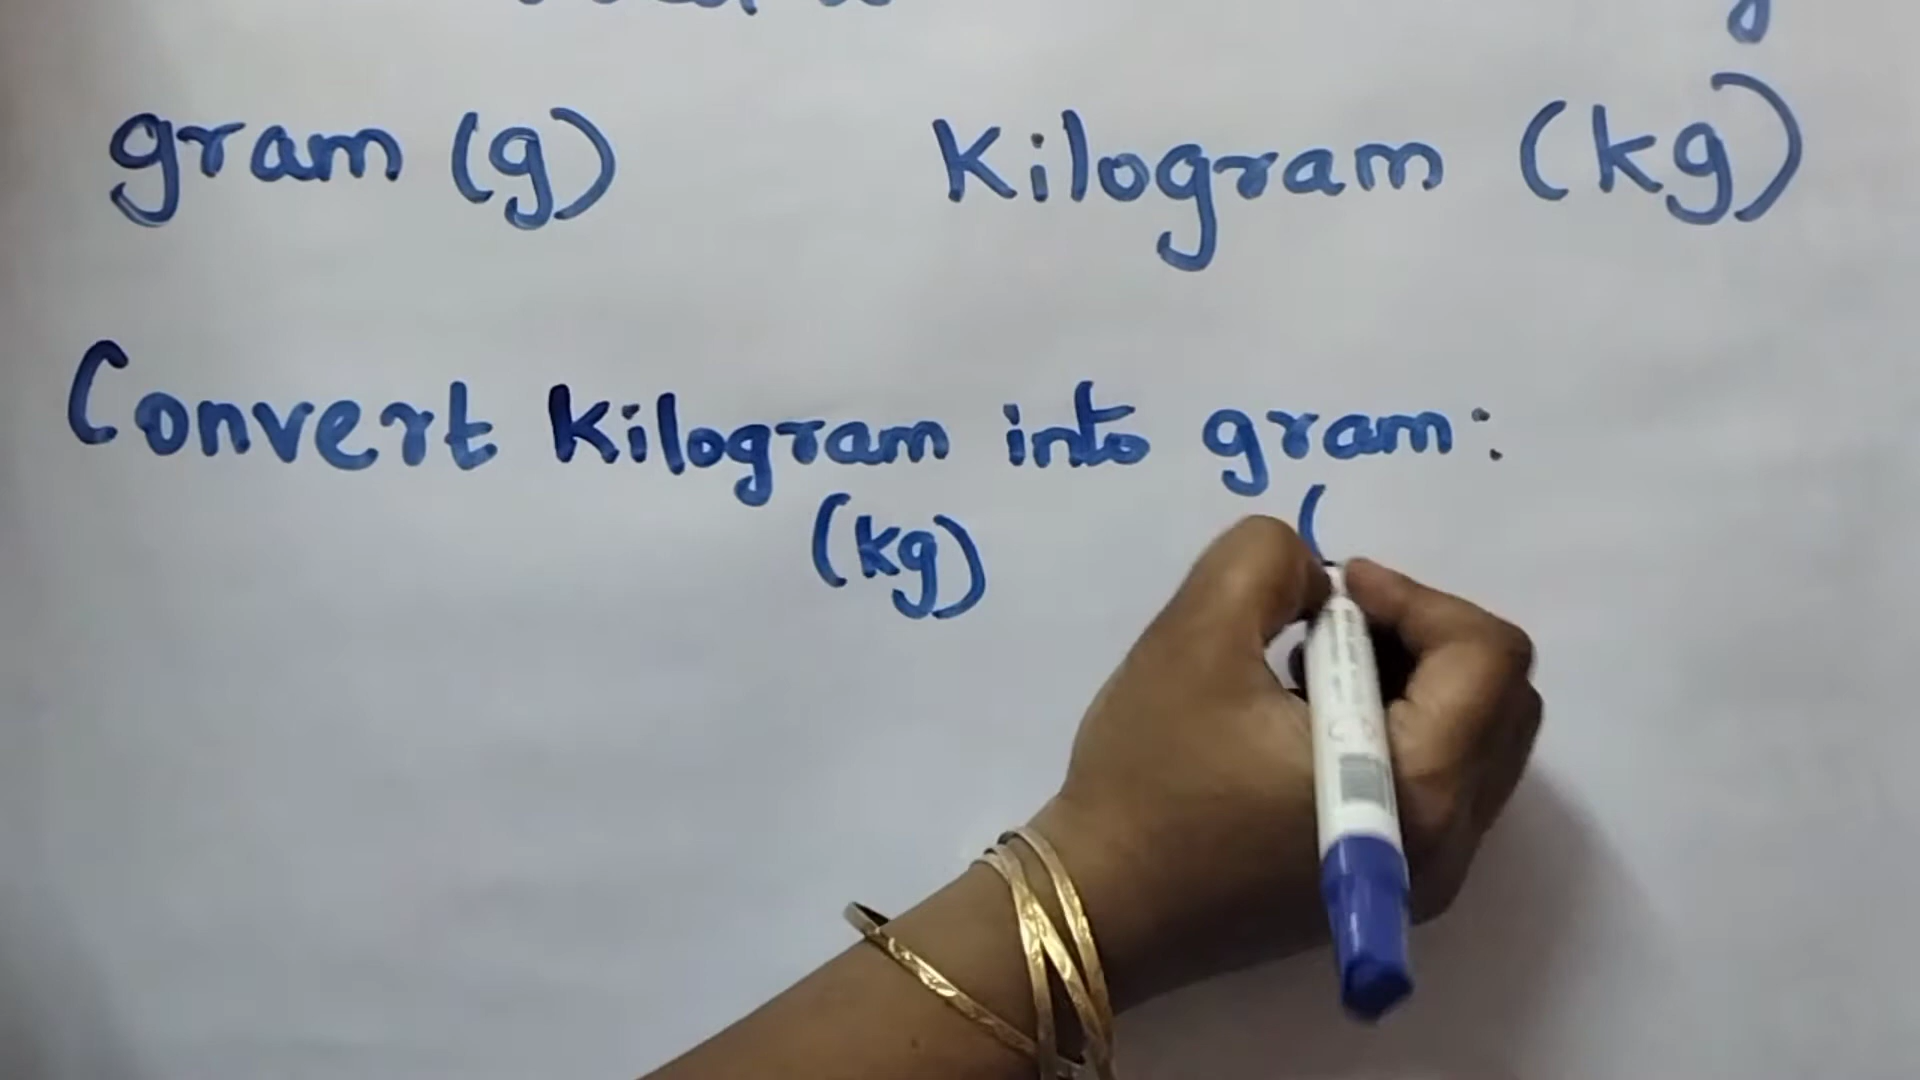 gram (g) Kilogram (kg)
Convert Kilogram into gram:
(kg) (